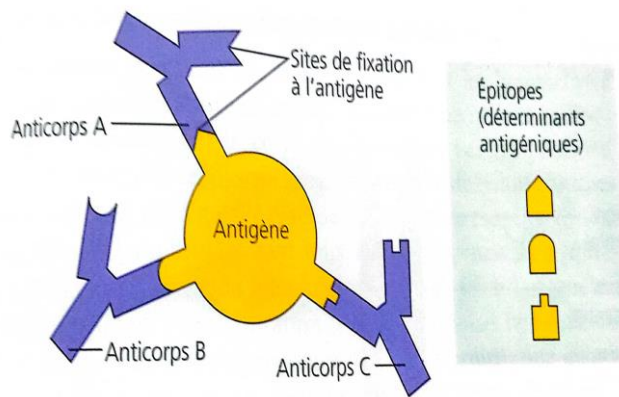 Sites de fixation
à l'antigène
Anticorps A
Antigène
Anticorps B
Anticorps C
Épitopes
(déterminants
antigéniques)